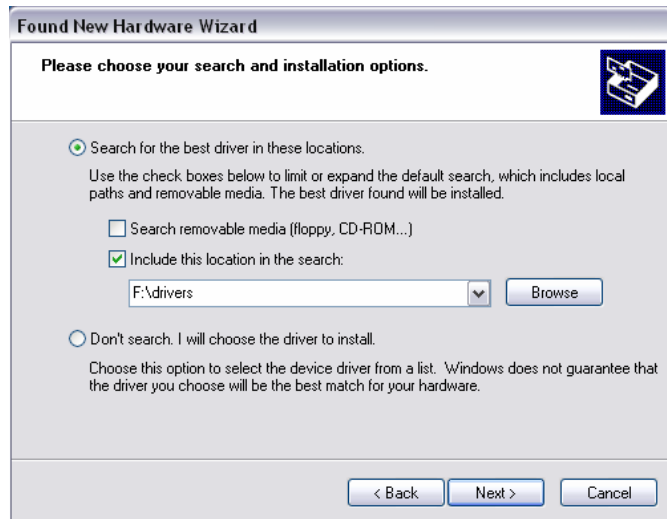 Found New Hardware Wizard
Please choose your search and installation options.
Search for the best driver in these locations.
Use the check boxes below to limit or expand the default search, which includes local
paths and removable media. The best driver found will be installed.
Search removable media (floppy, CD-ROM...)
Include this location in the search:
F:\drivers
Browse
Don't search. I will choose the driver to install.
Choose this option to select the device driver from a list. Windows does not guarantee that
the driver you choose will be the best match for your hardware.
< Back Next > Cancel